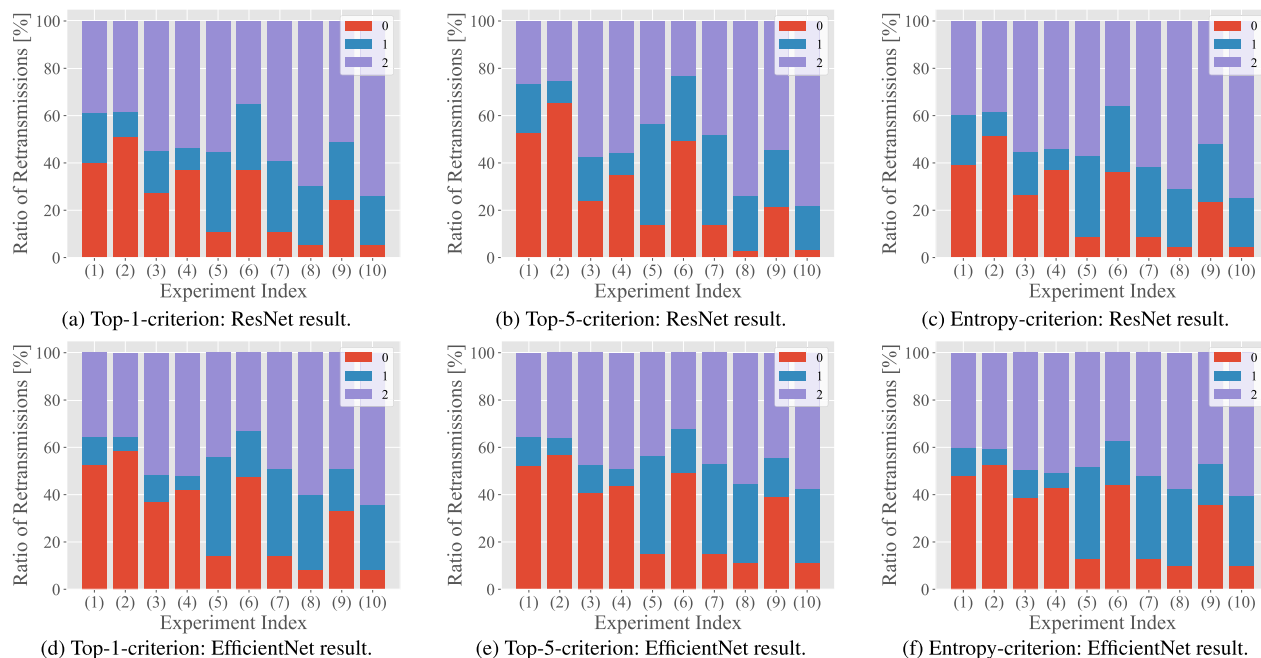 Ratio of Retransmissions [%]
100
80
60
40
20
0
0
1
2
(1) (2) (3) (4) (5) (6) (7) (8) (9) (10)
Experiment Index
(a) Top-1-criterion: ResNet result.
Ratio of Retransmissions [%]
100
80
60
40
20
0
0
1
2
(1) (2) (3) (4) (5) (6) (7) (8) (9) (10)
Experiment Index
(b) Top-5-criterion: ResNet result.
Ratio of Retransmissions [%]
100
80
60
40
20
0
0
1
2
(1) (2) (3) (4) (5) (6) (7) (8) (9) (10)
Experiment Index
(c) Entropy-criterion: ResNet result.
Ratio of Retransmissions [%]
100
80
60
40
20
0
0
1
2
(1) (2) (3) (4) (5) (6) (7) (8) (9) (10)
Experiment Index
(d) Top-1-criterion: EfficientNet result.
Ratio of Retransmissions [%]
100
80
60
40
20
0
0
1
2
(1) (2) (3) (4) (5) (6) (7) (8) (9) (10)
Experiment Index
(e) Top-5-criterion: EfficientNet result.
Ratio of Retransmissions [%]
100
80
60
40
20
0
0
1
2
(1) (2) (3) (4) (5) (6) (7) (8) (9) (10)
Experiment Index
(f) Entropy-criterion: EfficientNet result.